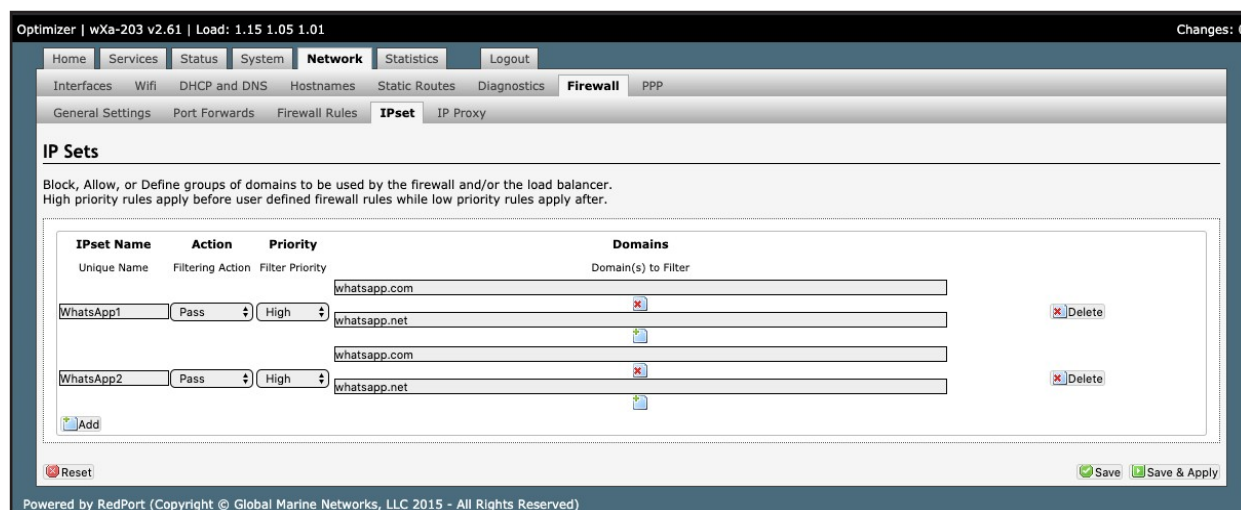 Optimizer | wXa-203 v2.61 | Load: 1.15 1.05 1.01 Changes:
Home Services Status System Network Statistics Logout
Interfaces Wifi DHCP and DNS Hostnames Static Routes Diagnostics Firewall PPP
General Settings Port Forwards Firewall Rules IPset IP Proxy
IP Sets
Block, Allow, or Define groups of domains to be used by the firewall and/or the load balancer.
High priority rules apply before user defined firewall rules while low priority rules apply after.
IPset Name Action Priority Domains
Unique Name Filtering Action Filter Priority Domain(s) to Filter
whatsapp.com
WhatsApp1 Pass High Delete
whatsapp.net
whatsapp.com
WhatsApp2 Pass High Delete
whatsapp.net
Add
Reset Save Save & Apply
Powered by RedPort (Copyright © Global Marine Networks, LLC 2015 - All Rights Reserved)